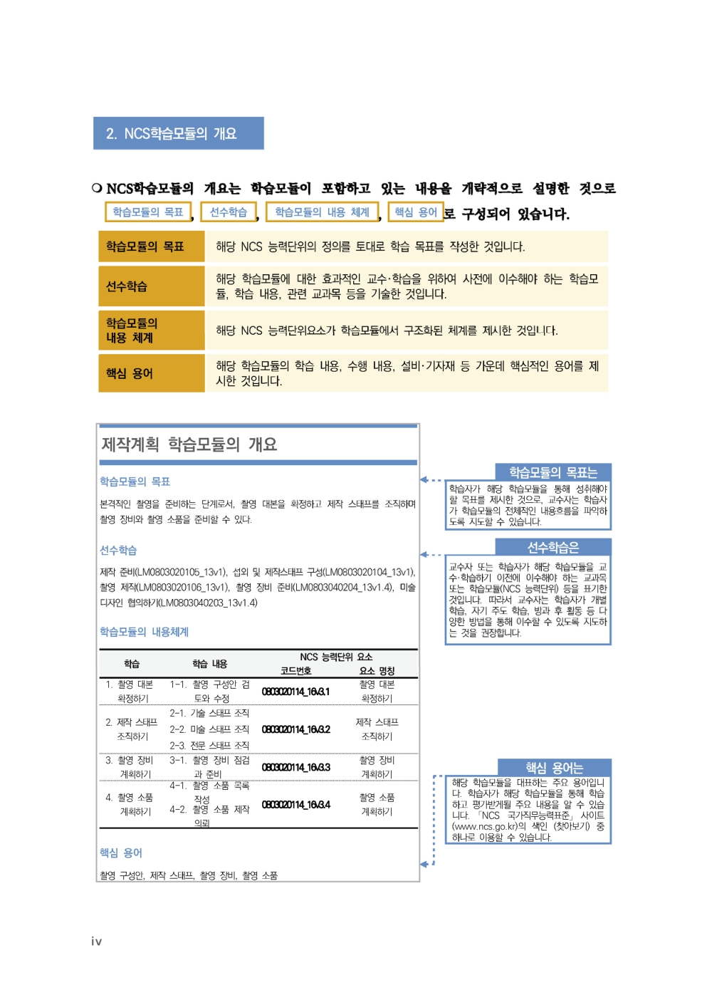 2. NCS학습모듈의 개요
❍ NCS학습모듈의 개요는 학습모듈이 포함하고 있는 내용을 개략적으로 설명한 것으로
학습모듈의 목표, 선수학습, 학습모듈의 내용 체계, 핵심 용어로 구성되어 있습니다.
학습모듈의 목표
해당 NCS 능력단위의 정의를 토대로 학습 목표를 작성한 것입니다.
선수학습
해당 학습모듈에 대한 효과적인 교수·학습을 위하여 사전에 이수해야 하는 학습모
듈, 학습 내용, 관련 교과목 등을 기술한 것입니다.
학습모듈의
내용 체계
해당 NCS 능력단위요소가 학습모듈에서 구조화된 체계를 제시한 것입니다.
핵심 용어
해당 학습모듈의 학습 내용, 수행 내용, 설비·기자재 등 가운데 핵심적인 용어를 제
시한 것입니다.
제작계획 학습모듈의 개요
학습모듈의 목표
본격적인 촬영을 준비하는 단계로서, 촬영 대본을 확정하고 제작 스태프를 조직하며
촬영 장비와 촬영 소품을 준비할 수 있다.
선수학습
제작 준비(LM0803020105_13v1), 섭외 및 제작스태프 구성(LM0803020104_13v1),
촬영 제작(LM0803020106_13v1), 촬영 장비 준비(LM0803040204_13v1.4), 미술
디자인 협의하기(LM0803040203_13v1.4)
학습모듈의 내용체계
학습
학습 내용
NCS 능력단위 요소
코드번호
요소 명칭
1. 촬영 대본
확정하기
1-1. 촬영 구성안 검
토와 수정
0803020114_16v3.1
촬영 대본
확정하기
2. 제작 스태프
조직하기
2-1. 기술 스태프 조직
2-2. 미술 스태프 조직
2-3. 전문 스태프 조직
0803020114_16v3.2
제작 스태프
조직하기
3. 촬영 장비
계획하기
3-1. 촬영 장비 점검
과 준비
0803020114_16v3.3
촬영 장비
계획하기
4. 촬영 소품
계획하기
4-1. 촬영 소품 목록
작성
4-2. 촬영 소품 제작
의뢰
0803020114_16v3.4
촬영 소품
계획하기
핵심 용어
촬영 구성안, 제작 스태프, 촬영 장비, 촬영 소품
학습모듈의 목표는
학습자가 해당 학습모듈을 통해 성취해야
할 목표를 제시한 것으로, 교수자는 학습자
가 학습모듈의 전체적인 내용흐름을 파악하
도록 지도할 수 있습니다.
선수학습은
교수자 또는 학습자가 해당 학습모듈을 교
수·학습하기 이전에 이수해야 하는 교과목
또는 학습모듈(NCS 능력단위) 등을 표기한
것입니다. 따라서 교수자는 학습자가 개별
학습, 자기 주도 학습, 방과 후 활동 등 다
양한 방법을 통해 이수할 수 있도록 지도하
는 것을 권장합니다.
핵심 용어는
해당 학습모듈을 대표하는 주요 용어입니
다. 학습자가 해당 학습모듈을 통해 학습
하고 평가받게될 주요 내용을 알 수 있습
니다. 「NCS 국가직무능력표준」 사이트
(www.ncs.go.kr)의 색인 (찾아보기) 중
하나로 이용할 수 있습니다.
iv